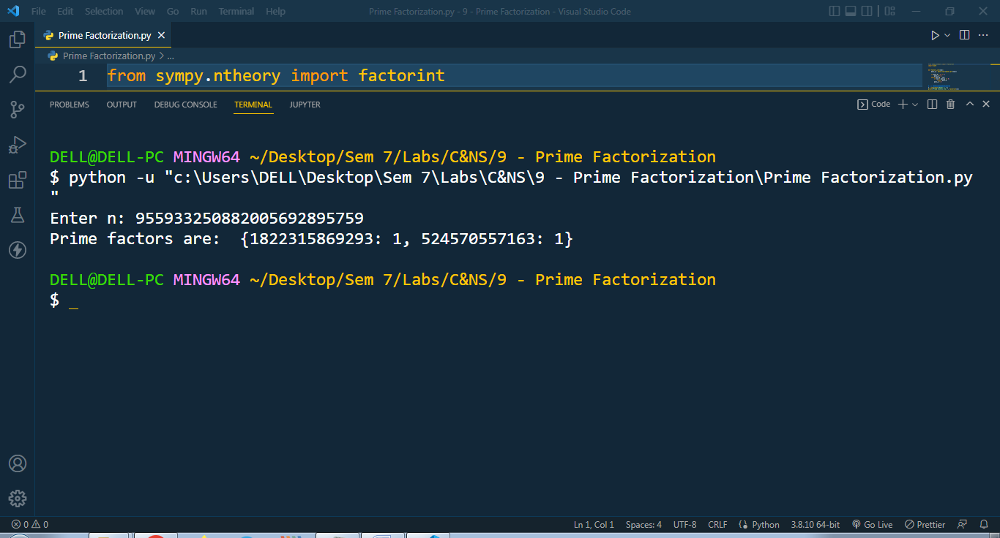 File Edit Selection View Go Run Terminal Help Prime Factorization.py - 9 - Prime Factorization - Visual Studio Code
Prime Factorization.py
Prime Factorization.py > ...
1 from sympy.ntheory import factorint
PROBLEMS OUTPUT DEBUG CONSOLE TERMINAL JUPYTER Code
DELL@DELL-PC MINGW64 ~/Desktop/Sem 7/Labs/C&NS/9 - Prime Factorization
$ python -u "c:\Users\DELL\Desktop\Sem 7\Labs\C&NS\9 - Prime Factorization\Prime Factorization.py
"
Enter n: 955933250882005692895759
Prime factors are:  {1822315869293: 1, 524570557163: 1}
DELL@DELL-PC MINGW64 ~/Desktop/Sem 7/Labs/C&NS/9 - Prime Factorization
$ _
0 0 Ln 1, Col 1 Spaces: 4 UTF-8 CRLF Python 3.8.10 64-bit Go Live Prettier